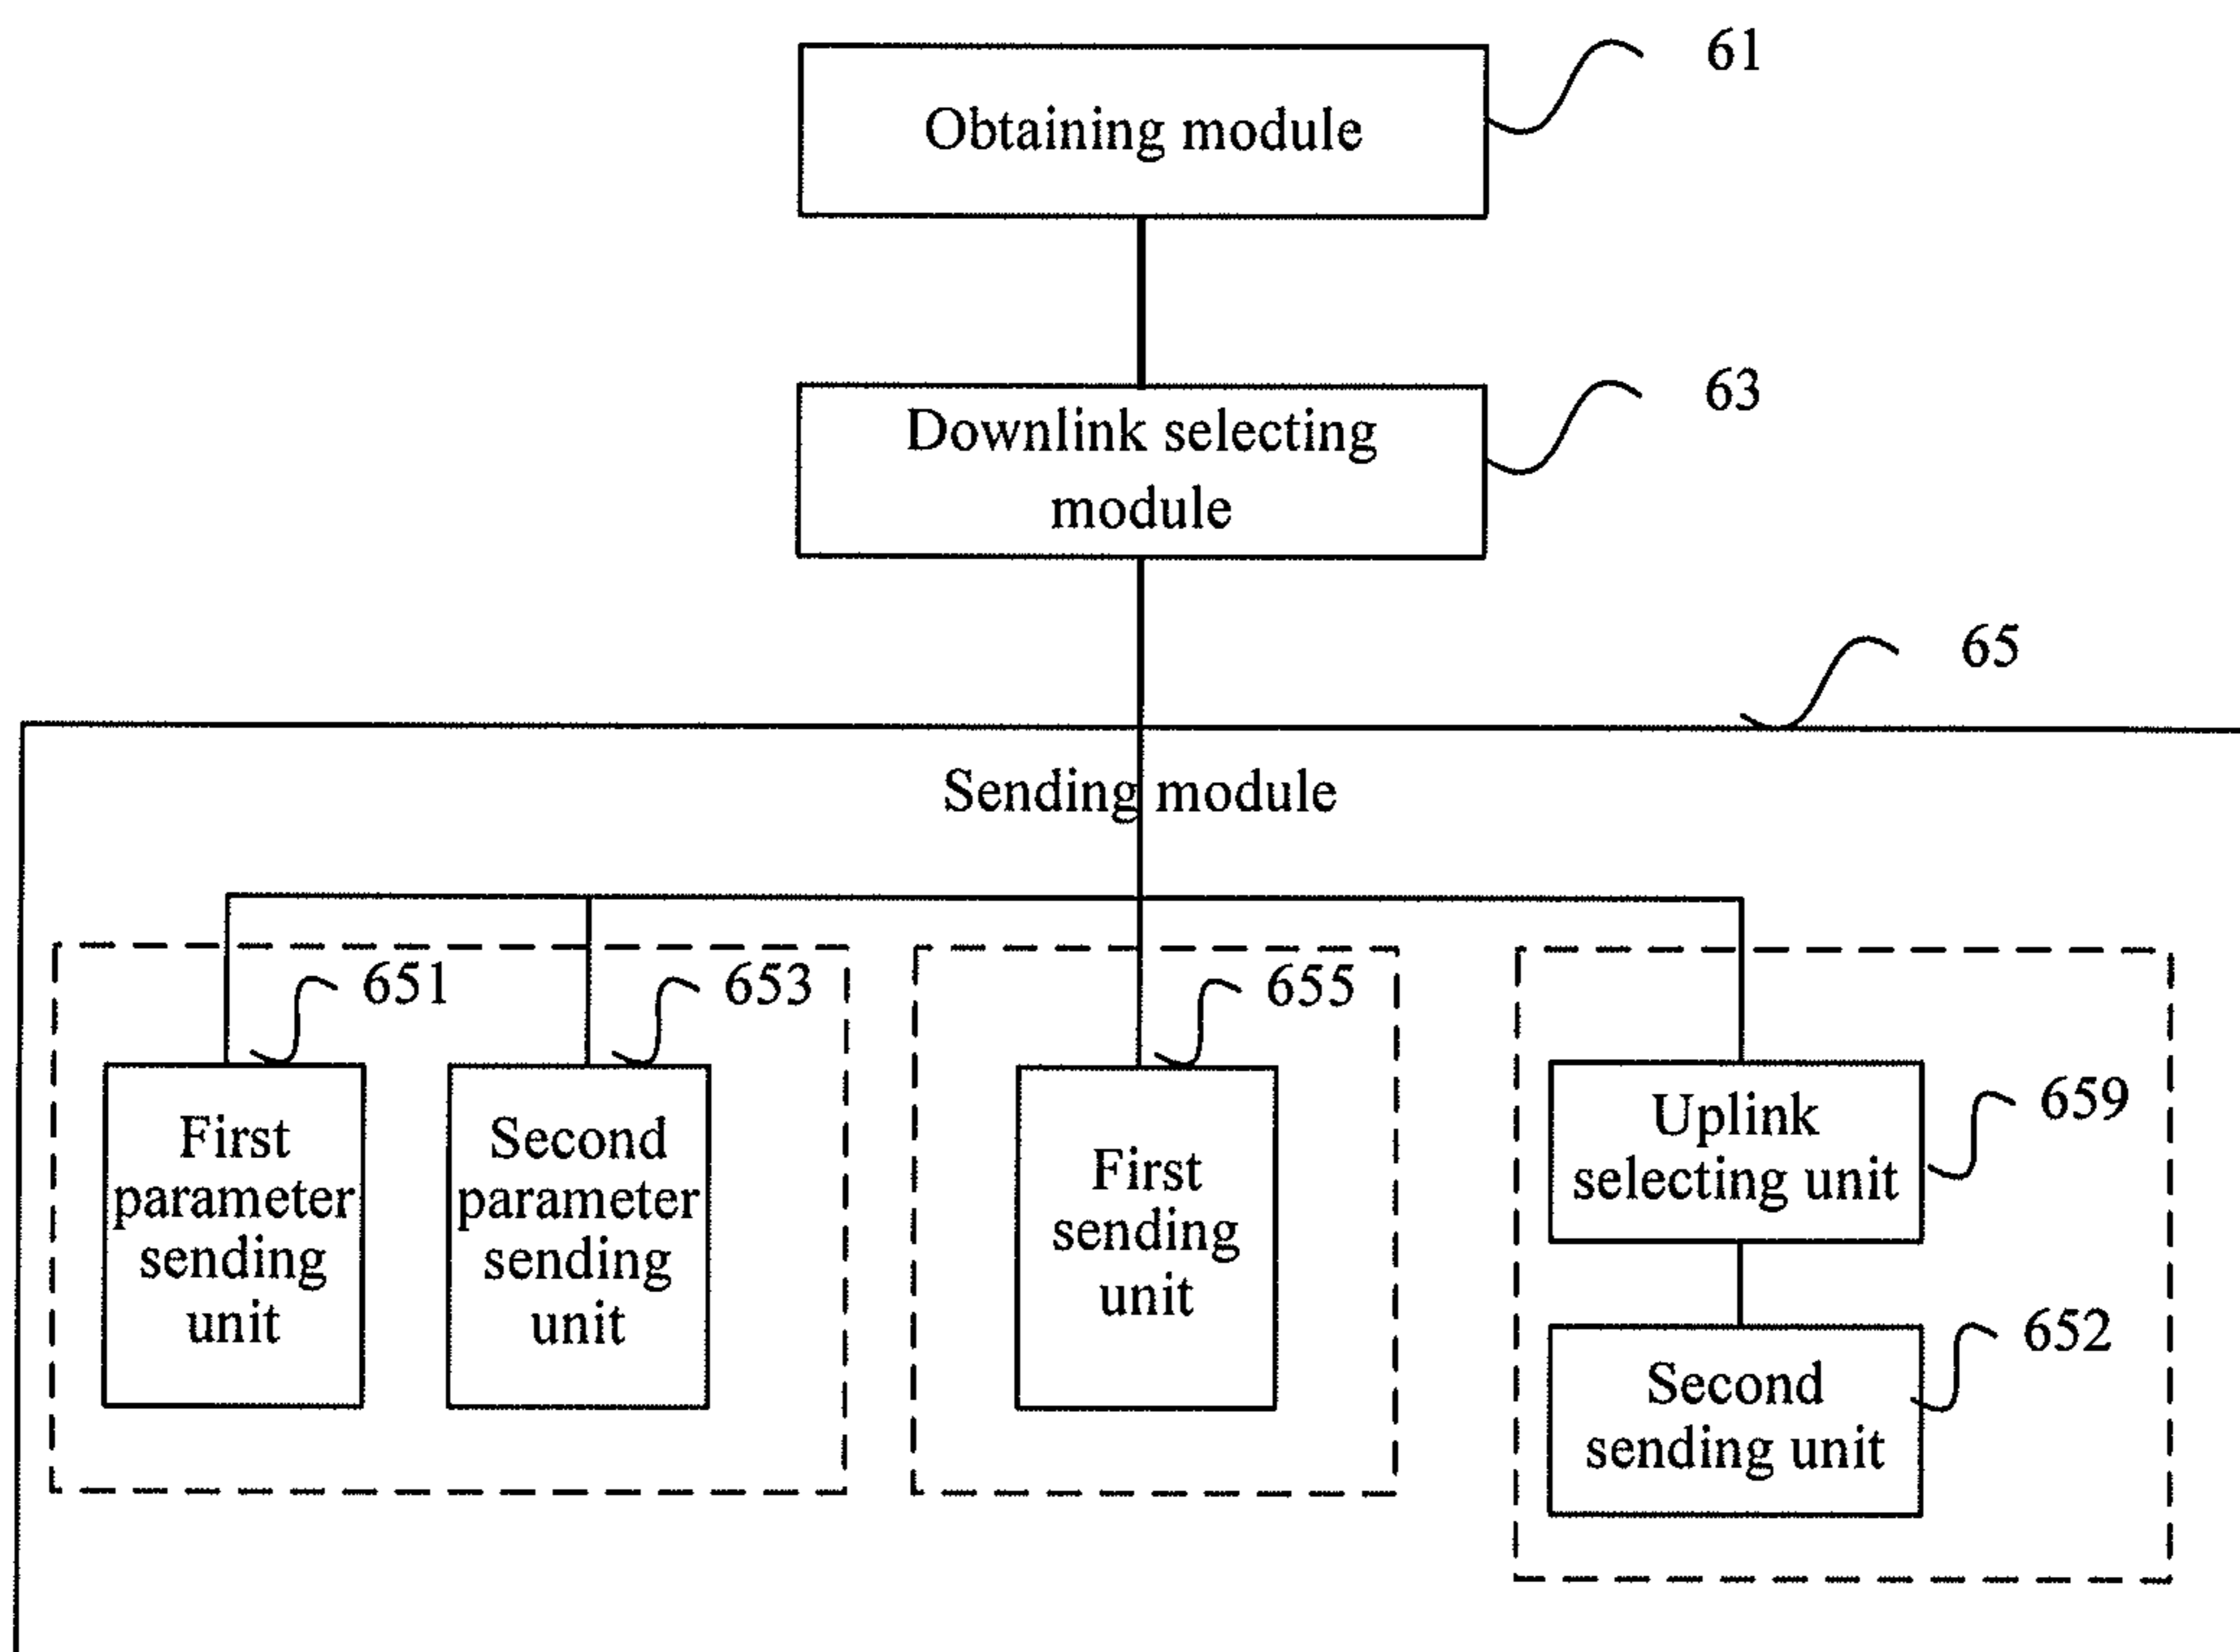 61
Obtaining module
63
Downlink selecting
module
65
Sending module
651
653
655
First
parameter
sending
unit
Second
parameter
sending
unit
First
sending
unit
659
Uplink
selecting unit
652
Second
sending unit